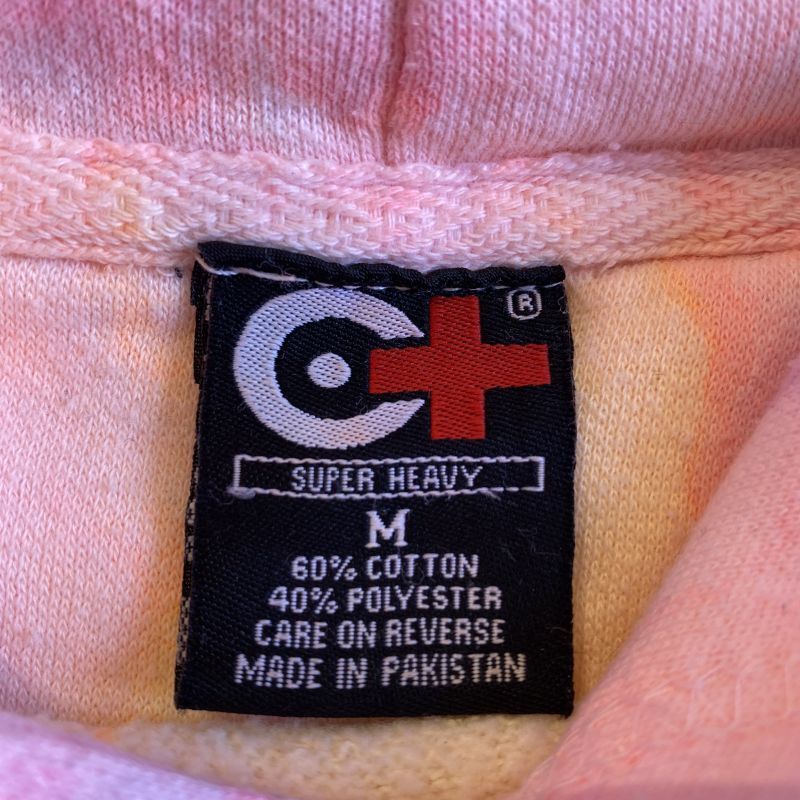 C+ ®
SUPER HEAVY
M
60% COTTON
40% POLYESTER
CARE ON REVERSE
MADE IN PAKISTAN